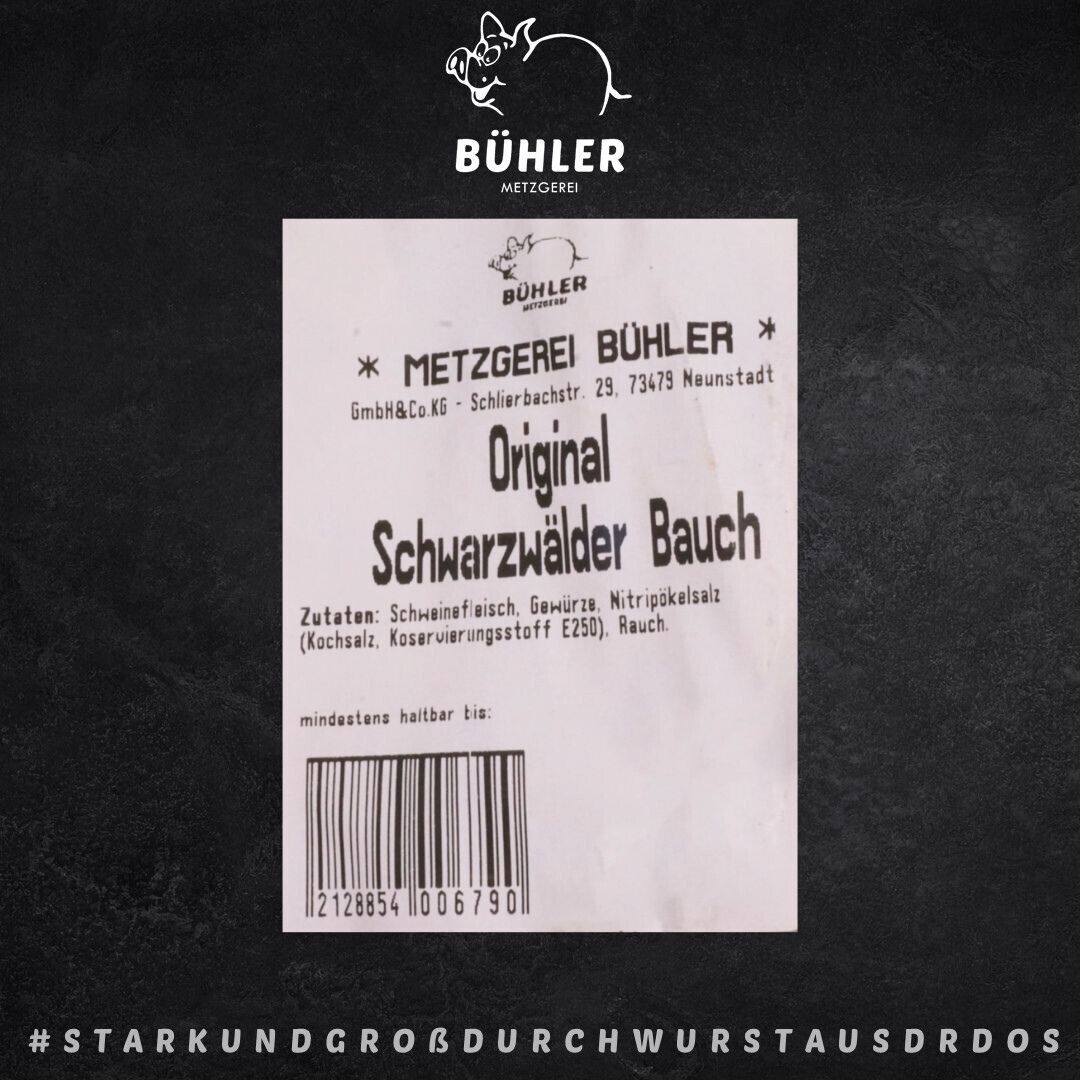 BÜHLER
METZGEREI
BÜHLER
METZGEREI
* METZGEREI BÜHLER *
GmbH&Co.KG - Schlierbachstr. 29, 73479 Neunstadt
Original
Schwarzwälder Bauch
Zutaten: Schweinefleisch, Gewürze, Nitripökelsalz
(Kochsalz, Koservierungsstoff E250), Rauch.
mindestens haltbar bis:
2128854 006790
#STARKUNDGROßDURCHWURSTAUSDRDOS